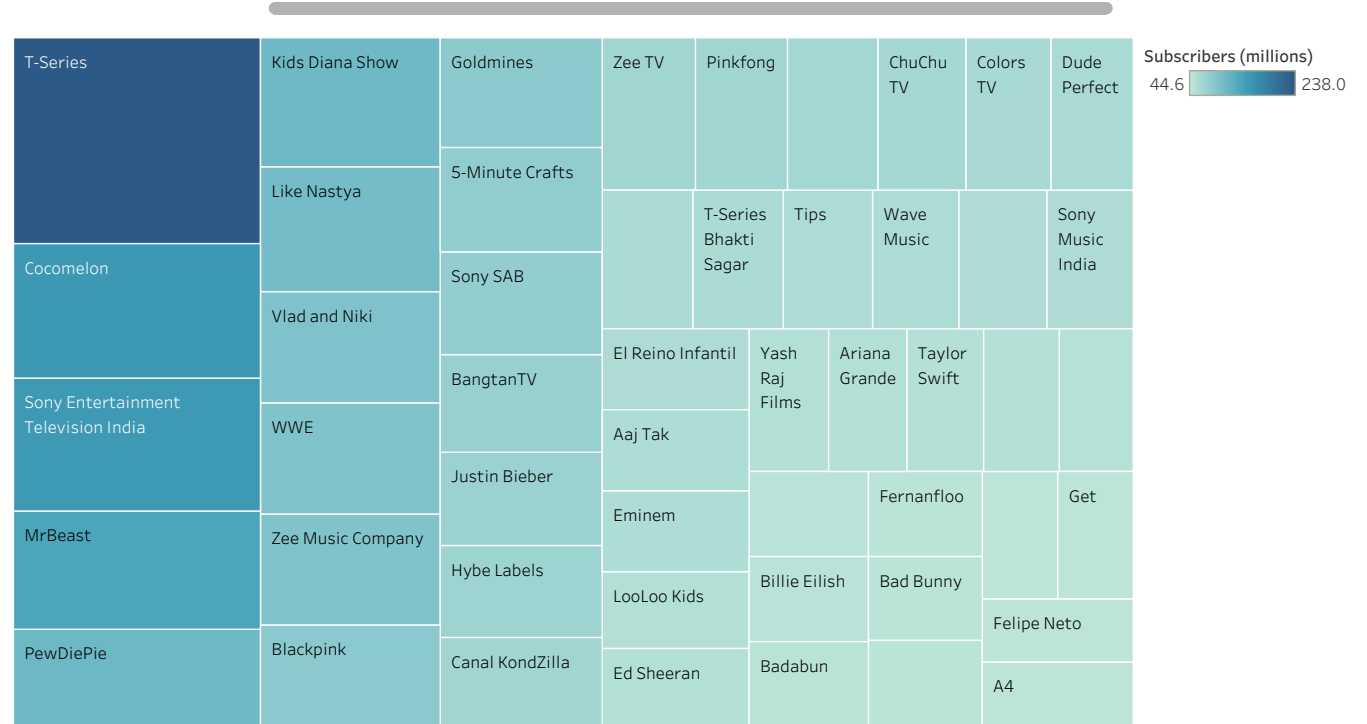 T-Series
Cocomelon
Sony Entertainment
Television India
MrBeast
PewDiePie
Kids Diana Show
Like Nastya
Vlad and Niki
WWE
Zee Music Company
Blackpink
Goldmines
5-Minute Crafts
Sony SAB
BangtanTV
Justin Bieber
Hybe Labels
Canal KondZilla
Zee TV
Pinkfong
ChuChu
TV
Colors
TV
Dude
Perfect
T-Series
Bhakti
Sagar
Tips
Wave
Music
Sony
Music
India
El Reino Infantil
Aaj Tak
Eminem
LooLoo Kids
Ed Sheeran
Yash
Raj
Films
Ariana
Grande
Taylor
Swift
Billie Eilish
Badabun
Fernanfloo
Bad Bunny
Get
Felipe Neto
A4
Subscribers (millions)
44.6 238.0